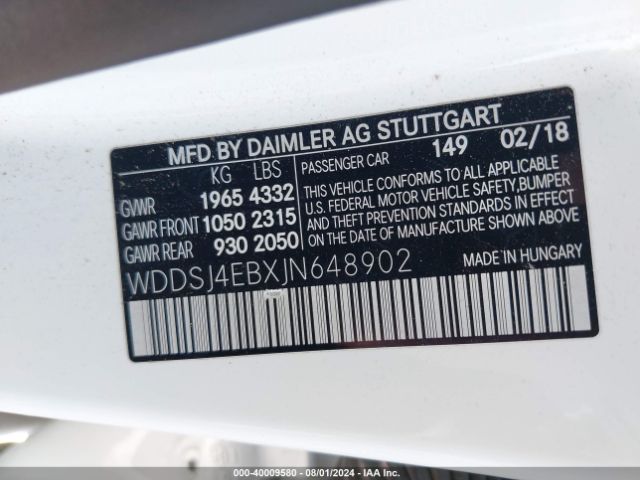 MFD BY DAIMLER AG STUTTGART
KG LBS
GVWR 1965 4332
GAWR FRONT 1050 2315
GAWR REAR 930 2050
PASSENGER CAR 149 02/18
THIS VEHICLE CONFORMS TO ALL APPLICABLE
U.S. FEDERAL MOTOR VEHICLE SAFETY, BUMPER
AND THEFT PREVENTION STANDARDS IN EFFECT
ON THE DATE OF MANUFACTURE SHOWN ABOVE
MADE IN HUNGARY
WDDSJ4EBXJN648902
000-40009580 - 08/01/2024 - IAA Inc.